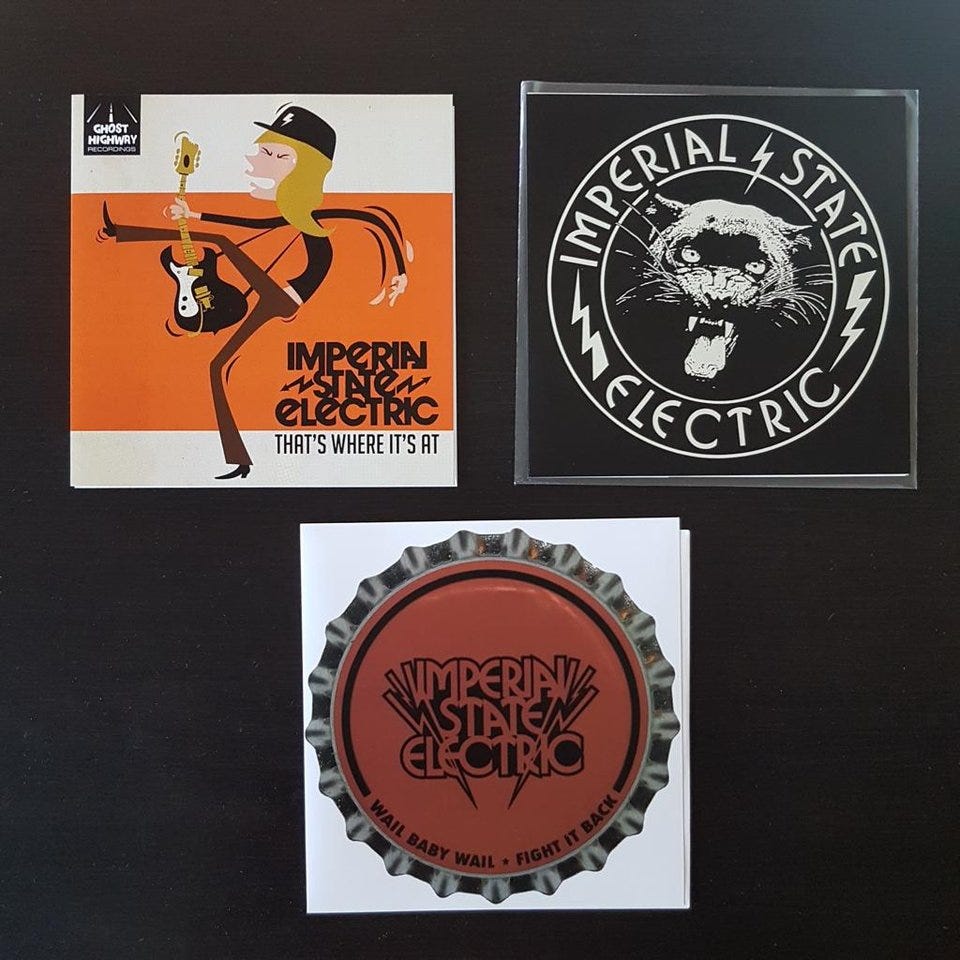 GHOST
HIGHWAY
RECORDINGS
IMPERIAL
STATE
ELECTRIC
THAT'S WHERE IT'S AT
IMPERIAL STATE
ELECTRIC
IMPERIAL
STATE
ELECTRIC
WAIL BABY WAIL ★ FIGHT IT BACK